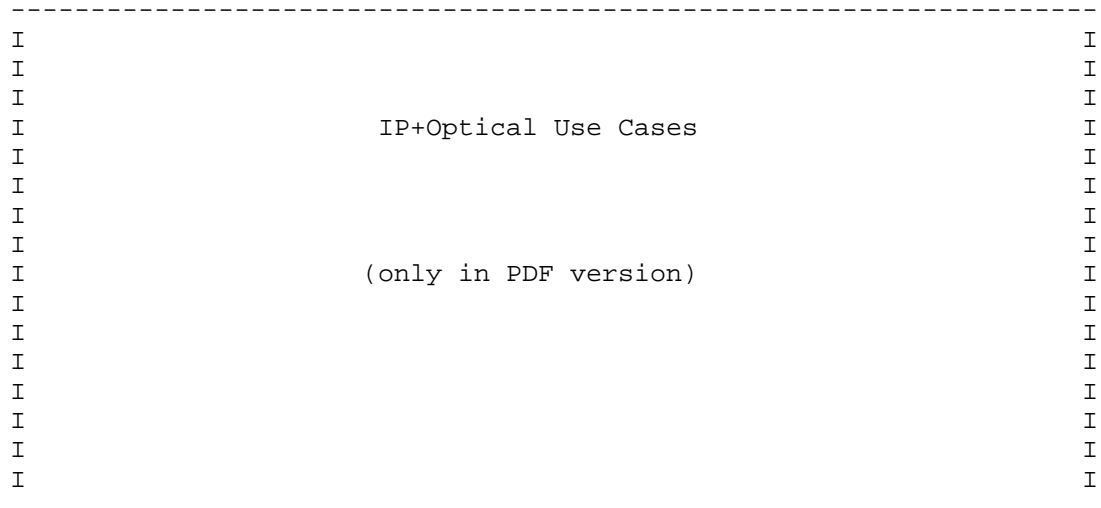 --------------------------------------------------------------------
I I
I I
I I
I IP+Optical Use Cases I
I I
I I
I I
I I
I (only in PDF version) I
I I
I I
I I
I I
I I
I I
I I